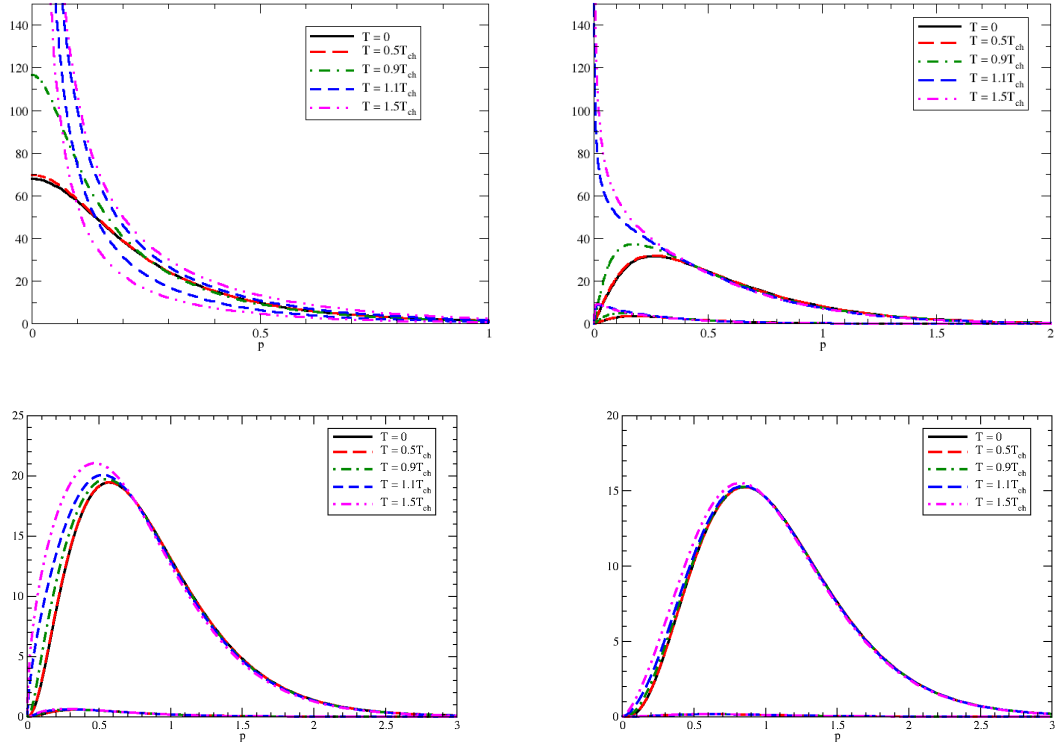 140
120
100
80
60
40
20
0
0
0.5
1
p
T = 0
T = 0.5T_ch
T = 0.9T_ch
T = 1.1T_ch
T = 1.5T_ch
140
120
100
80
60
40
20
0
0
0.5
1
1.5
2
p
T = 0
T = 0.5T_ch
T = 0.9T_ch
T = 1.1T_ch
T = 1.5T_ch
25
20
15
10
5
0
0
0.5
1
1.5
2
2.5
3
p
T = 0
T = 0.5T_ch
T = 0.9T_ch
T = 1.1T_ch
T = 1.5T_ch
20
15
10
5
0
0
0.5
1
1.5
2
2.5
3
p
T = 0
T = 0.5T_ch
T = 0.9T_ch
T = 1.1T_ch
T = 1.5T_ch